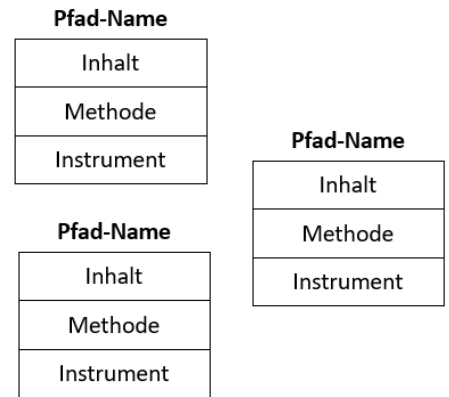 Pfad-Name
Inhalt
Methode
Instrument
Pfad-Name
Inhalt
Methode
Instrument
Pfad-Name
Inhalt
Methode
Instrument